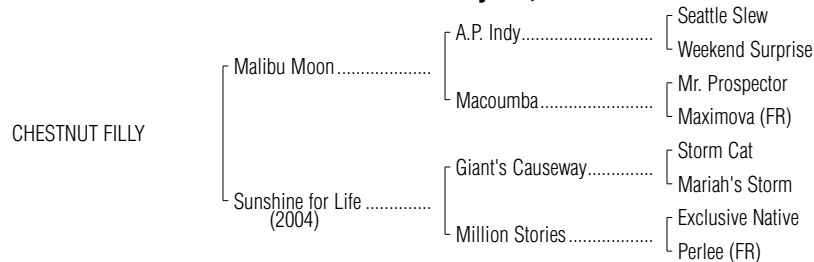 Seattle Slew
A.P. Indy..............................
Weekend Surprise
Malibu Moon.....................
Mr. Prospector
Macoumba..........................
Maximova (FR)
CHESTNUT FILLY
Storm Cat
Giant's Causeway...............
Mariah's Storm
Sunshine for Life ...............
(2004)
Exclusive Native
Million Stories...................
Perlee (FR)